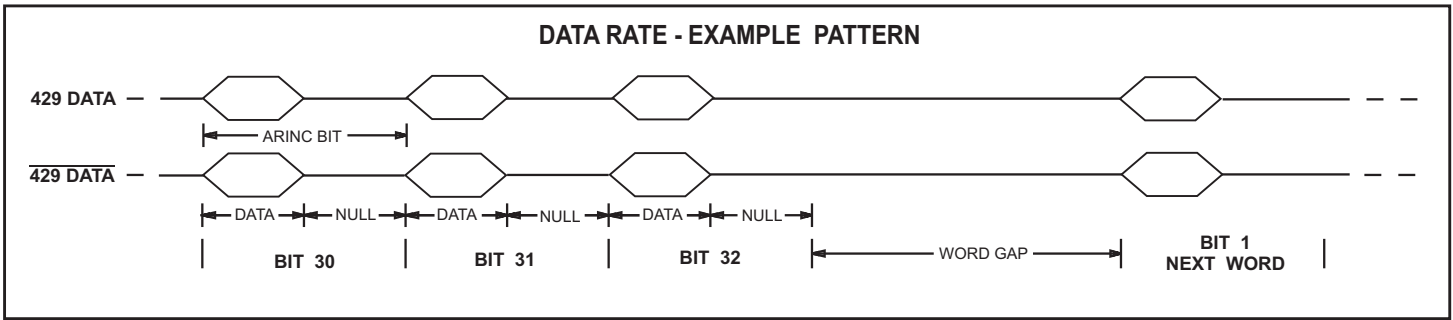 DATA RATE - EXAMPLE PATTERN
429 DATA
ARINC BIT
429 DATA
DATA NULL DATA NULL DATA NULL
BIT 30 BIT 31 BIT 32 WORD GAP BIT 1
NEXT WORD